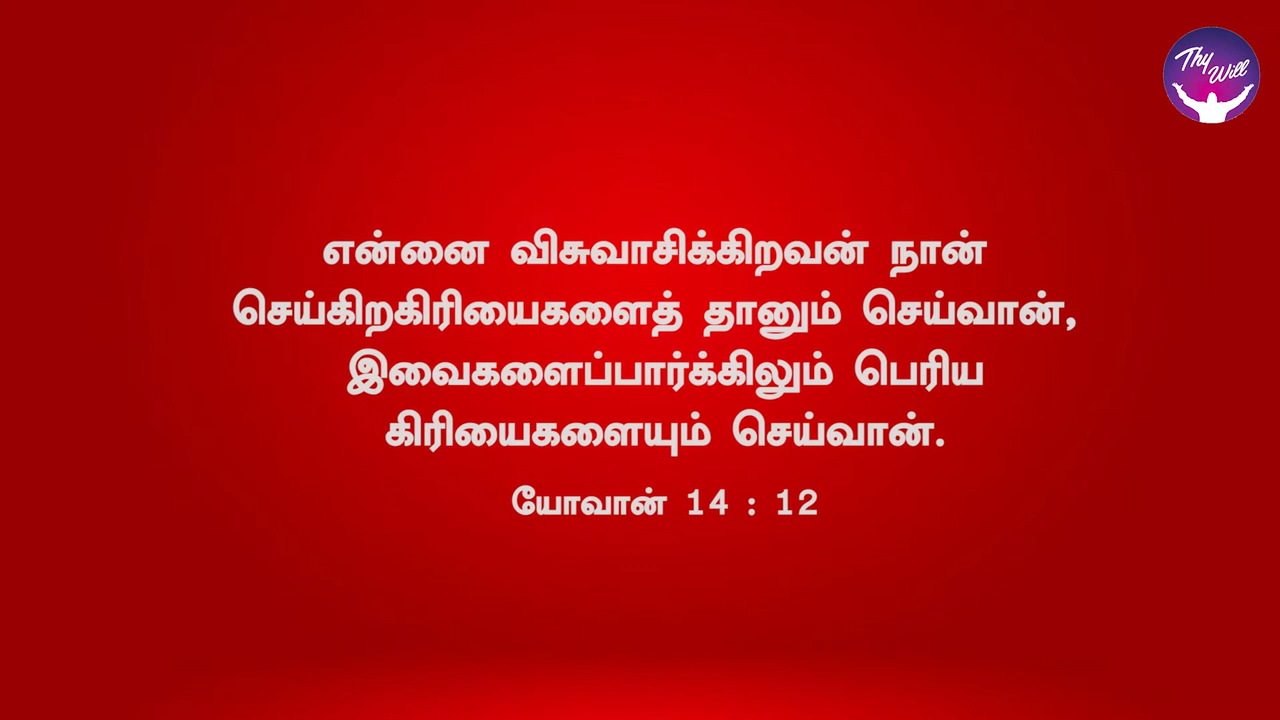 Thy Will
என்னை விசுவாசிக்கிறவன் நான்
செய்கிறகிரியைகளைத் தானும் செய்வான்,
இவைகளைப்பார்க்கிலும் பெரிய
கிரியைகளையும் செய்வான்.
யோவான் 14 : 12